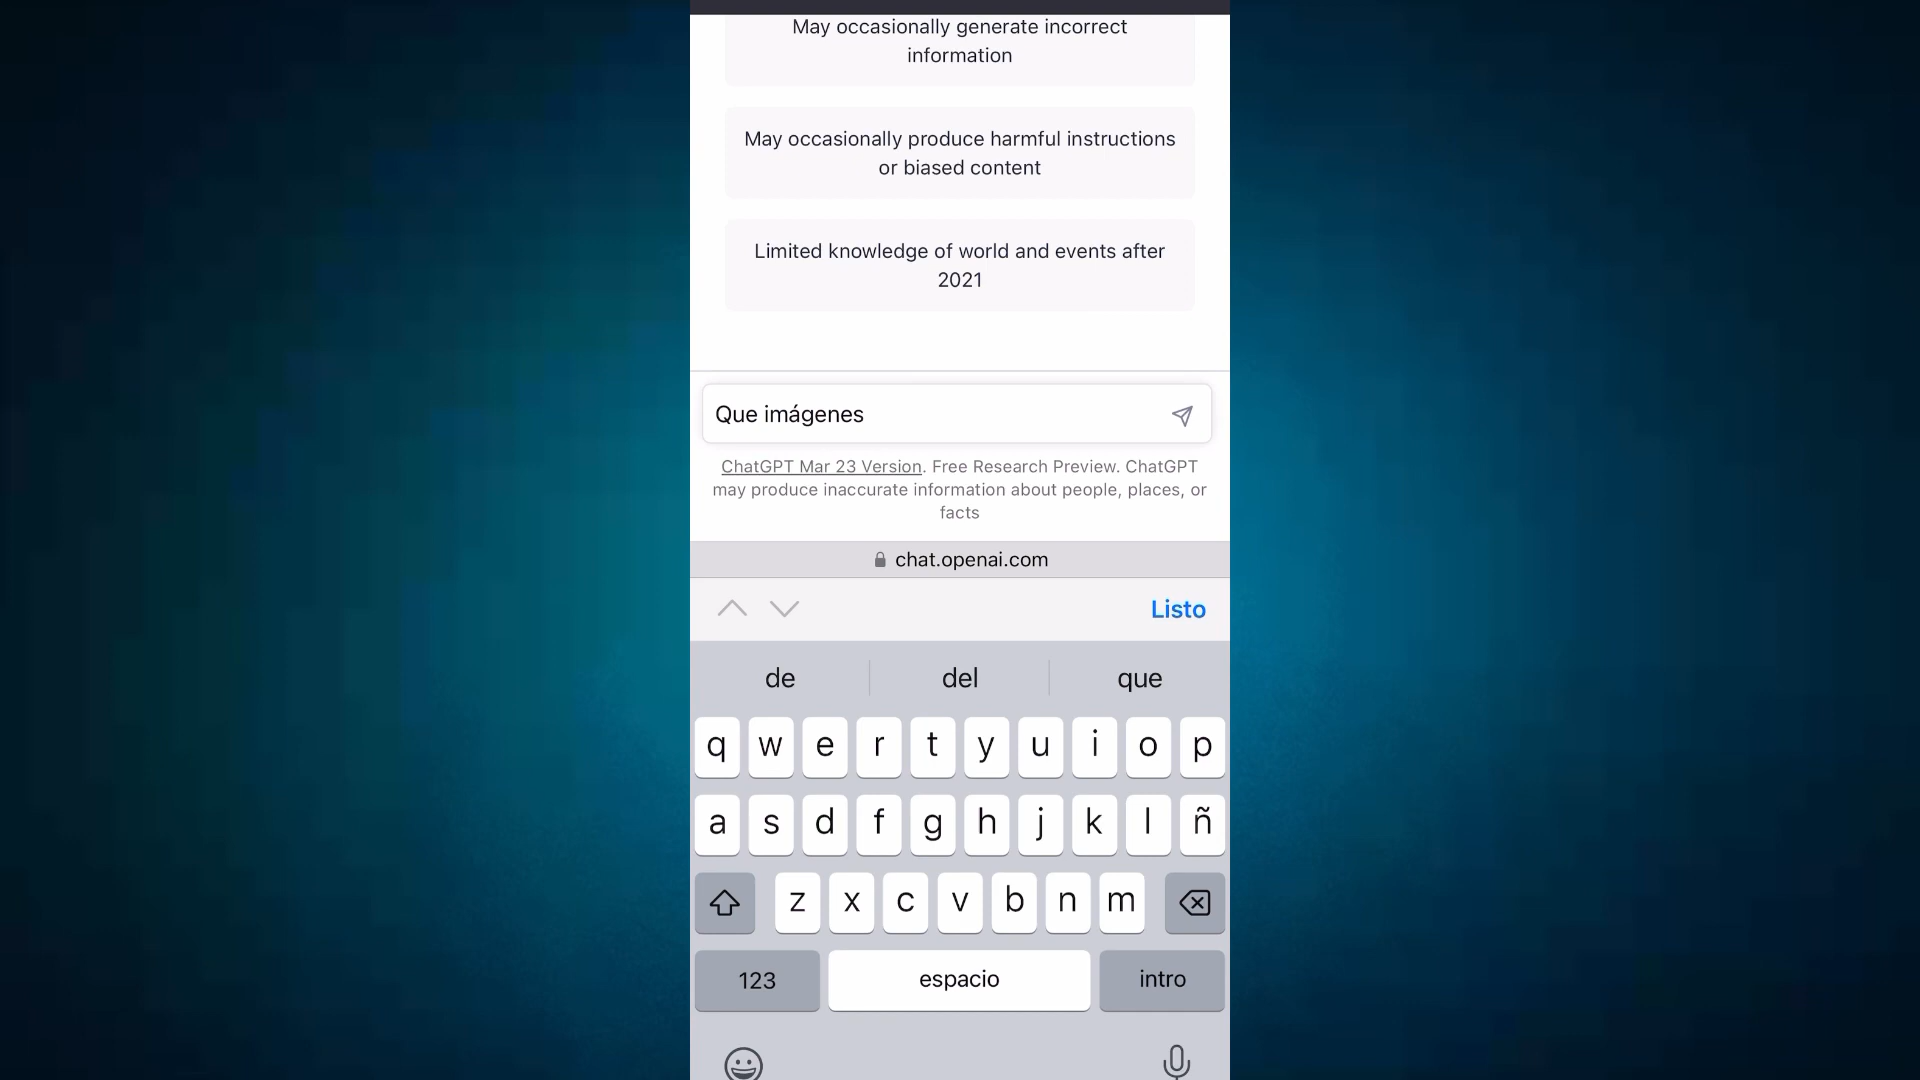 May occasionally generate incorrect
information
May occasionally produce harmful instructions
or biased content
Limited knowledge of world and events after
2021
Que imágenes
ChatGPT Mar 23 Version. Free Research Preview. ChatGPT
may produce inaccurate information about people, places, or
facts
chat.openai.com
Listo
de del que
q w e r t y u i o p
a s d f g h j k l ñ
z x c v b n m
123 espacio intro